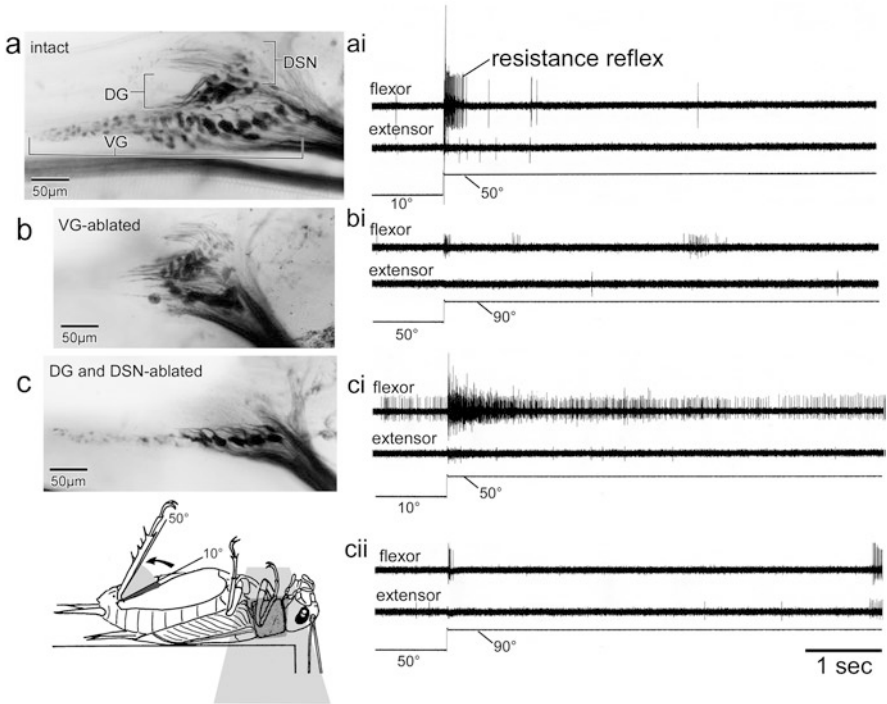 a
intact
DSN
DG
VG
50µm
ai
resistance reflex
flexor
extensor
50°
10°
b
VG-ablated
50µm
bi
flexor
extensor
90°
50°
c
DG and DSN-ablated
50µm
ci
flexor
extensor
50°
10°
50°
10°
cii
flexor
extensor
90°
50°
1 sec